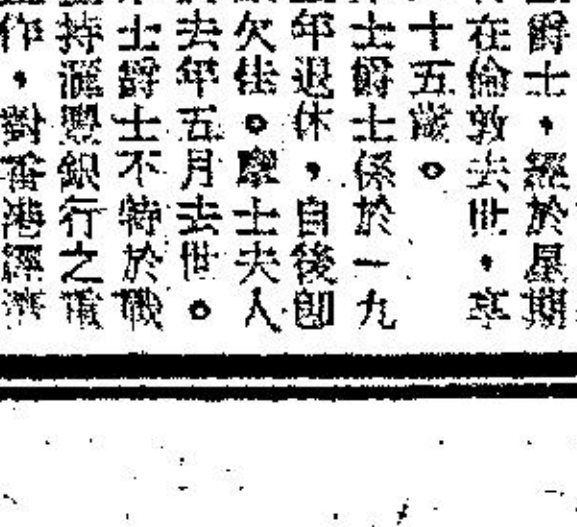 爵士，經於星期
在倫敦去世，享
十五歲。
士爵士係於一九
年退休，自後卽
欠佳。摩士夫人
去年五月去世。
士爵士不特於戰
持滙豐銀行之重
作，對香港經濟